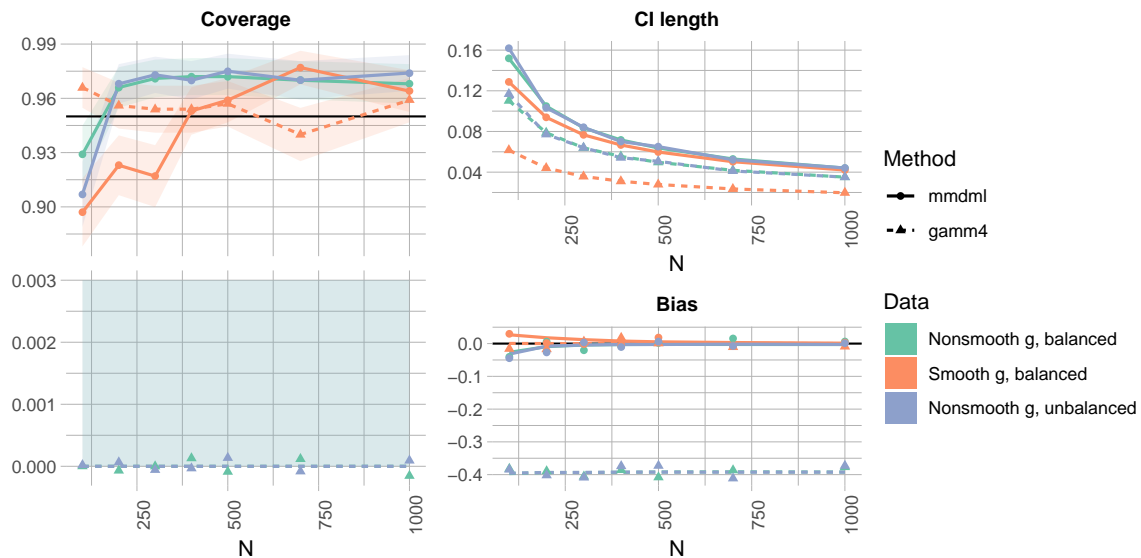 Coverage
0.99
0.96
0.93
0.90
0.003
0.002
0.001
0.000
250
500
750
1000
N
CI length
0.16
0.12
0.08
0.04
250
500
750
1000
N
Bias
0.0
−0.1
−0.2
−0.3
−0.4
250
500
750
1000
N
Method
mmdml
gamm4
Data
Nonsmooth g, balanced
Smooth g, balanced
Nonsmooth g, unbalanced